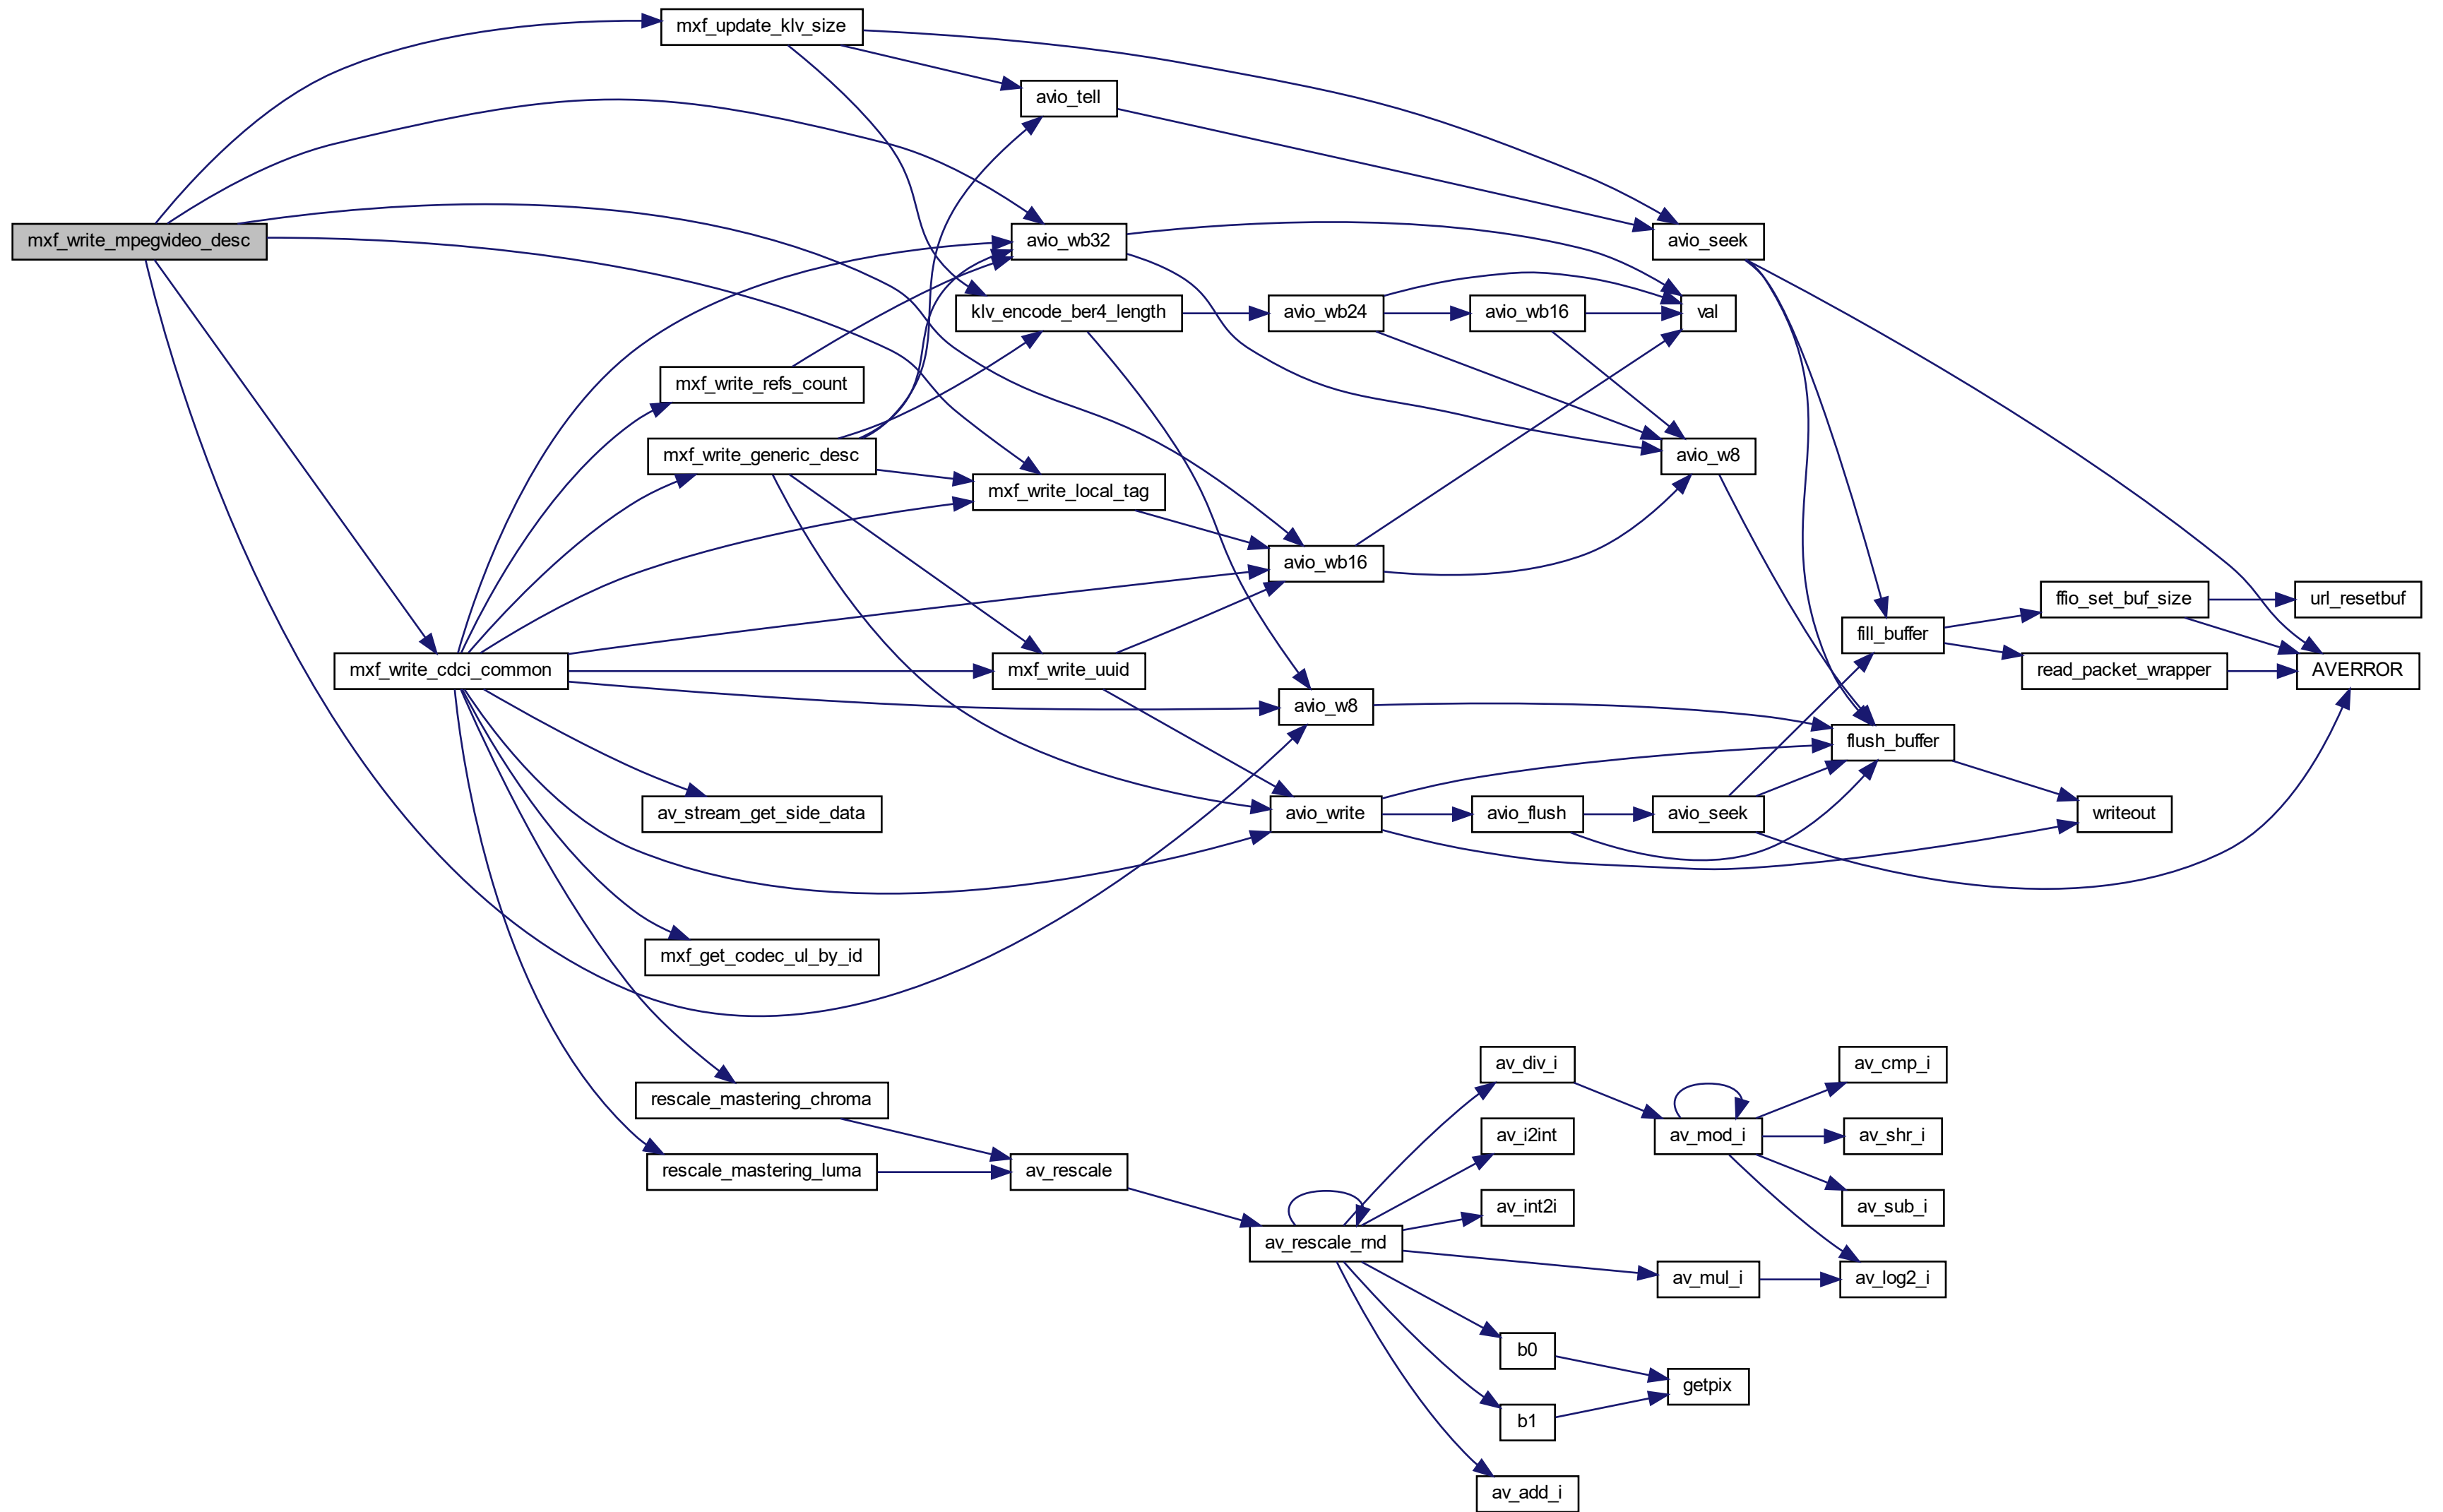 mxf_update_klv_size
avio_tell
mxf_write_mpegvideo_desc
avio_wb32
avio_seek
klv_encode_ber4_length
avio_wb24
avio_wb16
val
mxf_write_refs_count
mxf_write_generic_desc
avio_w8
mxf_write_local_tag
avio_wb16
ffio_set_buf_size
url_resetbuf
fill_buffer
mxf_write_cdci_common
mxf_write_uuid
read_packet_wrapper
AVERROR
avio_w8
flush_buffer
av_stream_get_side_data
avio_write
avio_flush
avio_seek
writeout
mxf_get_codec_ul_by_id
av_div_i
av_cmp_i
rescale_mastering_chroma
av_i2int
av_mod_i
av_shr_i
rescale_mastering_luma
av_rescale
av_int2i
av_sub_i
av_rescale_rnd
av_mul_i
av_log2_i
b0
getpix
b1
av_add_i